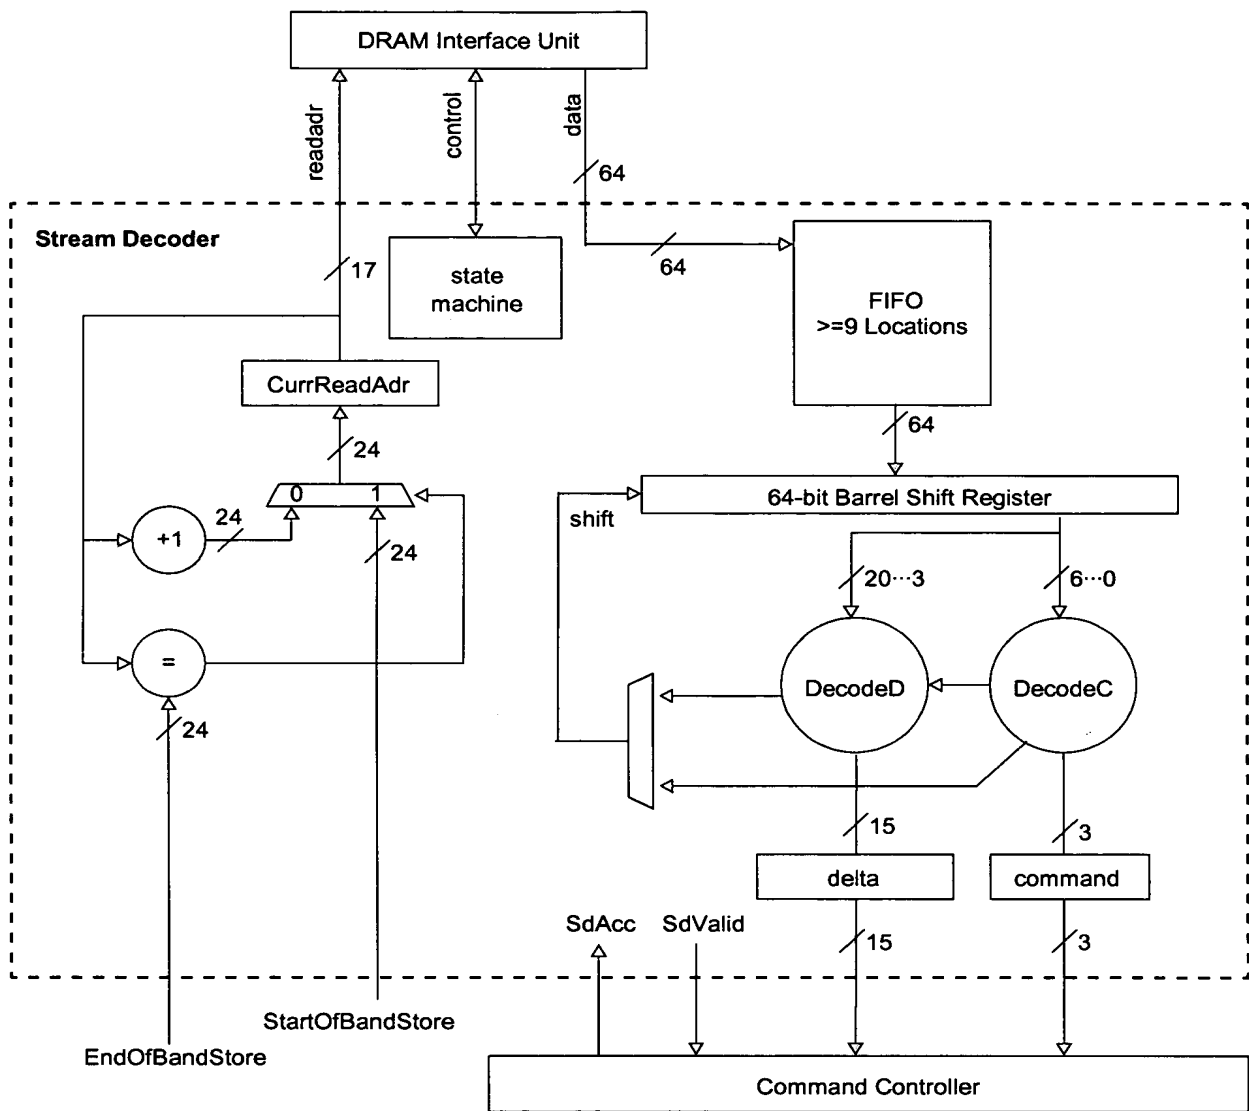 DRAM Interface Unit
readadr
control
data
64
Stream Decoder
17
state
machine
64
FIFO
>=9 Locations
CurrReadAdr
24
64
0 1
64-bit Barrel Shift Register
shift
+1
24
24
20···3
6···0
=
DecodeD
DecodeC
24
15
3
delta
command
SdAcc
SdValid
15
3
StartOfBandStore
EndOfBandStore
Command Controller